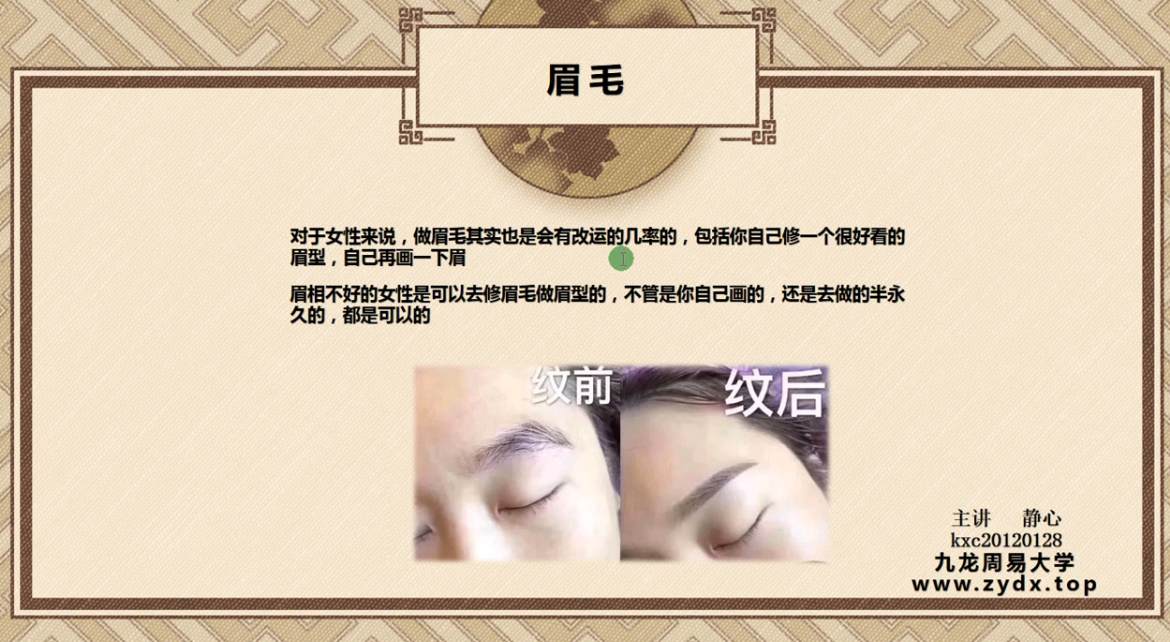 眉毛
对于女性来说，做眉毛其实也是会有改运的几率的，包括你自己修一个很好看的
眉型，自己再画一下眉
眉相不好的女性是可以去修眉毛做眉型的，不管是你自己画的，还是去做的半永
久的，都是可以的
纹前 纹后
主讲 静心
kxc20120128
九龙周易大学
www.zydx.top